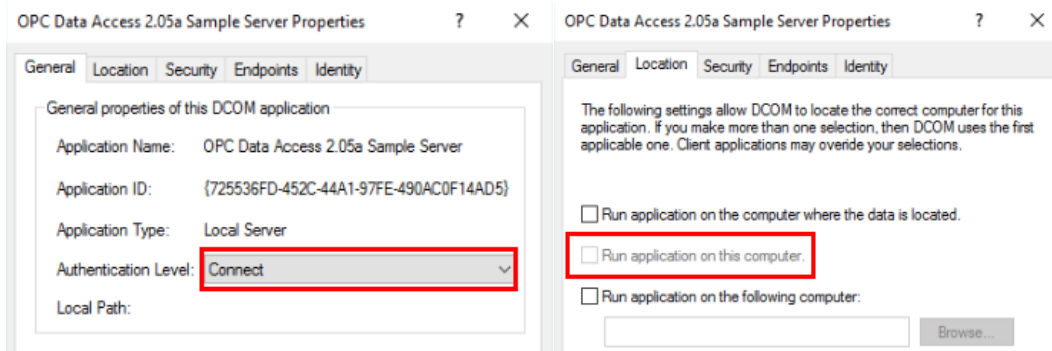 OPC Data Access 2.05a Sample Server Properties ? ×
General Location Security Endpoints Identity
General properties of this DCOM application
Application Name: OPC Data Access 2.05a Sample Server
Application ID: {725536FD-452C-44A1-97FE-490AC0F14AD5}
Application Type: Local Server
Authentication Level: Connect
Local Path:
OPC Data Access 2.05a Sample Server Properties ? ×
General Location Security Endpoints Identity
The following settings allow DCOM to locate the correct computer for this
application. If you make more than one selection, then DCOM uses the first
applicable one. Client applications may overide your selections.
Run application on the computer where the data is located.
Run application on this computer.
Run application on the following computer:
Browse...